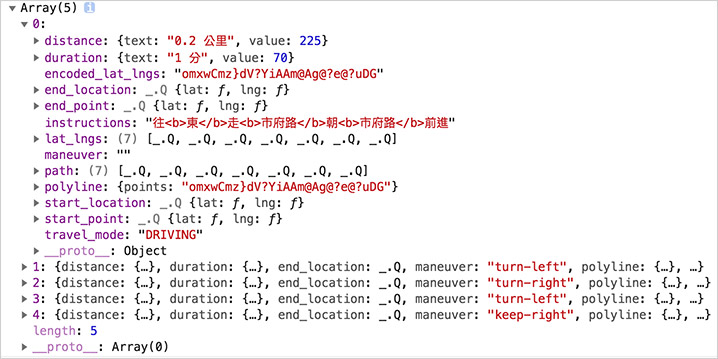 ▼ Array(5) i
▼ 0:
▶ distance: {text: "0.2 公里", value: 225}
▶ duration: {text: "1 分", value: 70}
encoded_lat_lngs: "omxwCmz}dV?YiAAm@Ag@?e@?uDG"
▶ end_location: _.Q {lat: ƒ, lng: ƒ}
▶ end_point: _.Q {lat: ƒ, lng: ƒ}
instructions: "往<b>東</b>走<b>市府路</b>朝<b>市府路</b>前進"
▶ lat_lngs: (7) [_.Q, _.Q, _.Q, _.Q, _.Q, _.Q, _.Q]
maneuver: ""
▶ path: (7) [_.Q, _.Q, _.Q, _.Q, _.Q, _.Q, _.Q]
▶ polyline: {points: "omxwCmz}dV?YiAAm@Ag@?e@?uDG"}
▶ start_location: _.Q {lat: ƒ, lng: ƒ}
▶ start_point: _.Q {lat: ƒ, lng: ƒ}
travel_mode: "DRIVING"
▶ __proto__: Object
▶ 1: {distance: {…}, duration: {…}, end_location: _.Q, maneuver: "turn-left", polyline: {…}, …}
▶ 2: {distance: {…}, duration: {…}, end_location: _.Q, maneuver: "turn-right", polyline: {…}, …}
▶ 3: {distance: {…}, duration: {…}, end_location: _.Q, maneuver: "turn-left", polyline: {…}, …}
▶ 4: {distance: {…}, duration: {…}, end_location: _.Q, maneuver: "keep-right", polyline: {…}, …}
length: 5
▶ __proto__: Array(0)